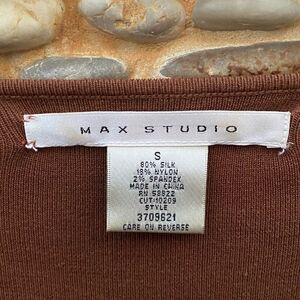 MAX STUDIO
S
80% SILK
18% NYLON
2% SPANDEX
MADE IN CHINA
RN 58822
CUT:10209
STYLE
3709621
CARE ON REVERSE